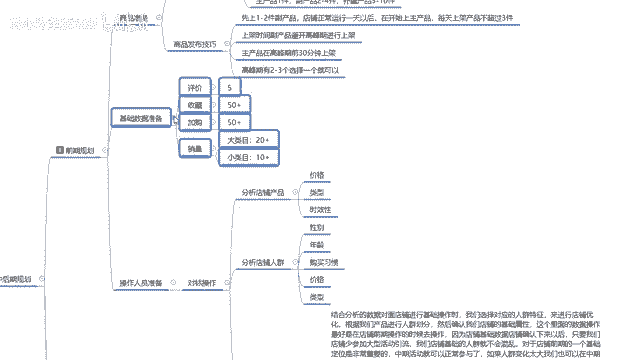 主产品1件，副产品2-4件，补重产品5-10件
先上1-2件副产品，店铺正常运一天以后，在开始上主产品，每天上架产品不超过3件
商品发布技巧
上架时间副产品避开高峰期进行上架
主产品在高峰期前30分钟上架
高峰期有2-3个选择一个就可以
评价
5
收藏
50+
基础数据准备
加购
50+
大类目：20+
销量
小类目：10+
前期规划
价格
分析店铺产品
类型
时效性
性别
年龄
分析店铺人群
购买习惯
操作人员准备
对标操作
价格
类型
结合分析的数据对店铺进行基础操作时，我们选择对应的人群特征，来进行店铺优
化。根据我们产品进行人群划分，然后确认我们店铺的基础属性，这个里面的数据操作
最好是在店铺前期操作的时候去操作，因为店铺基础数据店铺确认下来以后，只要我们
店铺少参加大型活动引流，我们店铺基础的人群就不会混乱。对于店铺前期的一个基础
定位是非常重要的，中期活动就可以正常参与了，如果人群变化太大我们也可以在中期